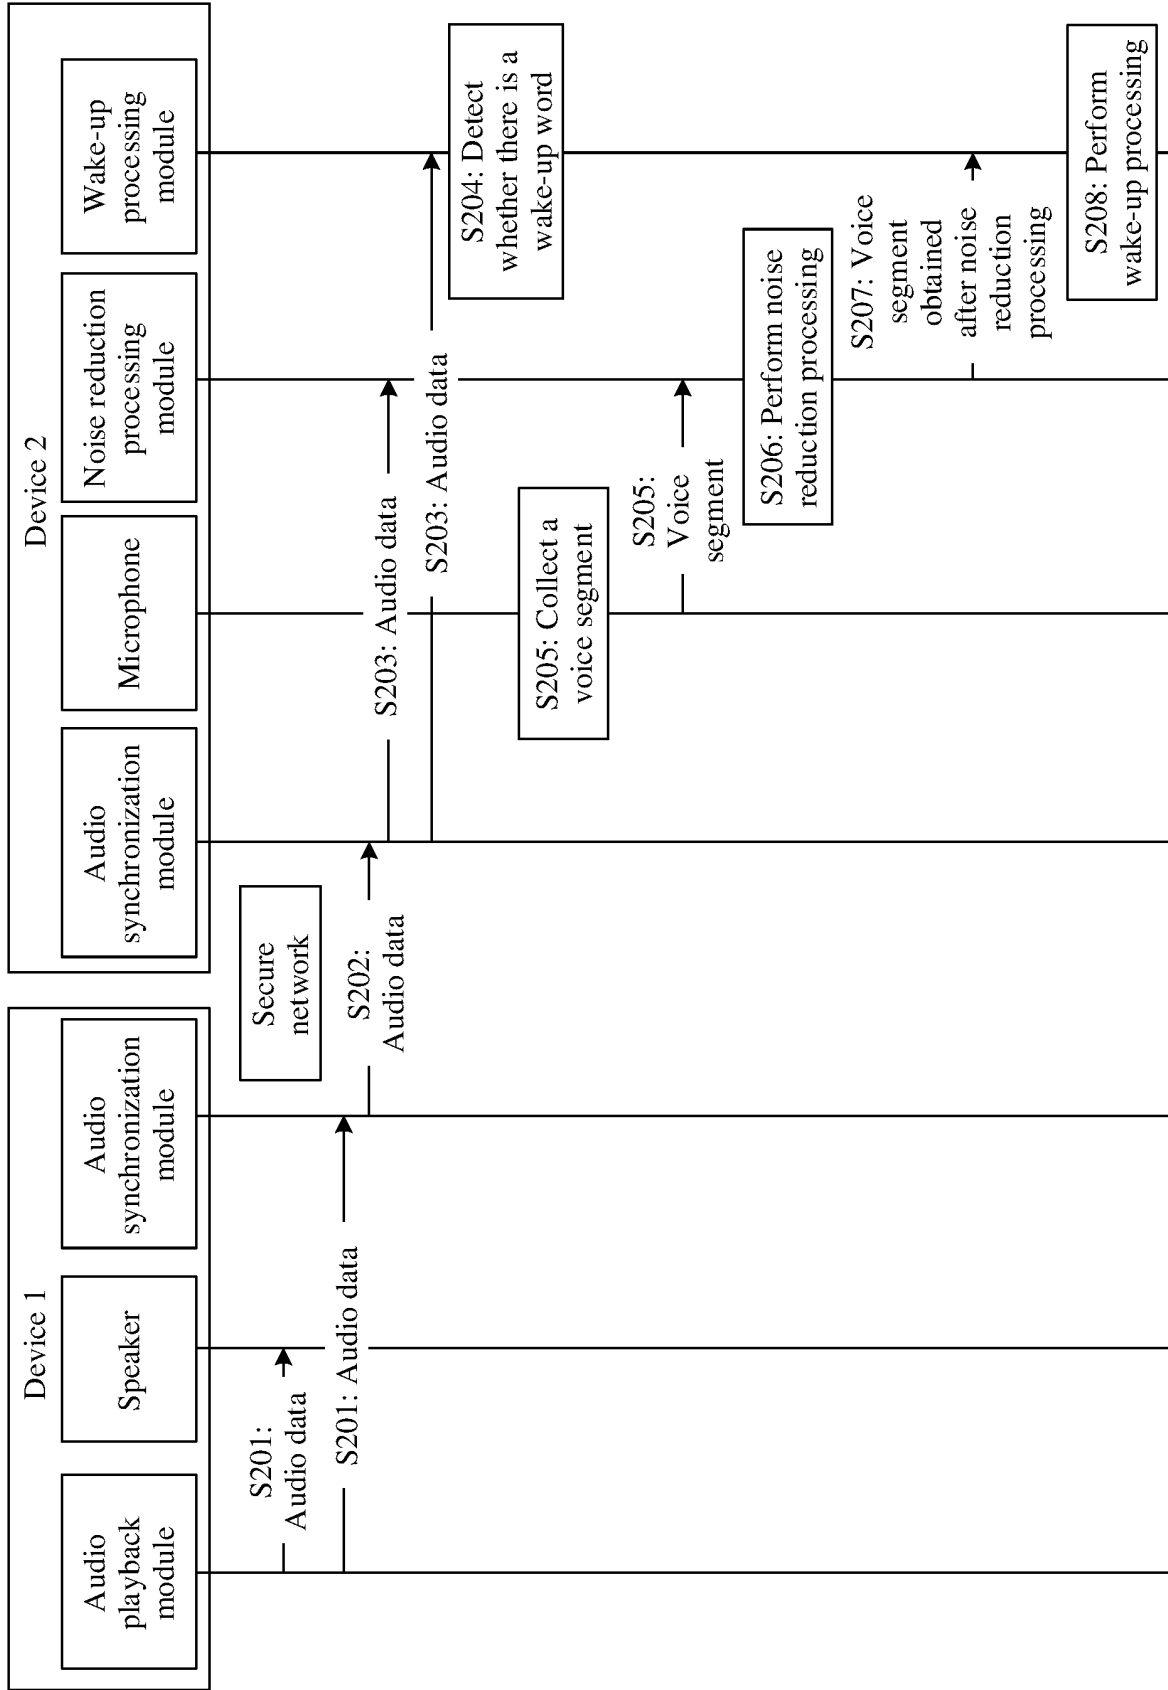 Device 1
Device 2
Audio
playback
module
Speaker
Audio
synchronization
module
Audio
synchronization
module
Microphone
Noise reduction
processing
module
Wake-up
processing
module
S201:
Audio data
Secure
network
S201: Audio data
S202:
Audio data
S203: Audio data
S203: Audio data
S204: Detect
whether there is a
wake-up word
S205: Collect a
voice segment
S205:
Voice
segment
S206: Perform noise
reduction processing
S207: Voice
segment
obtained
after noise
reduction
processing
S208: Perform
wake-up processing